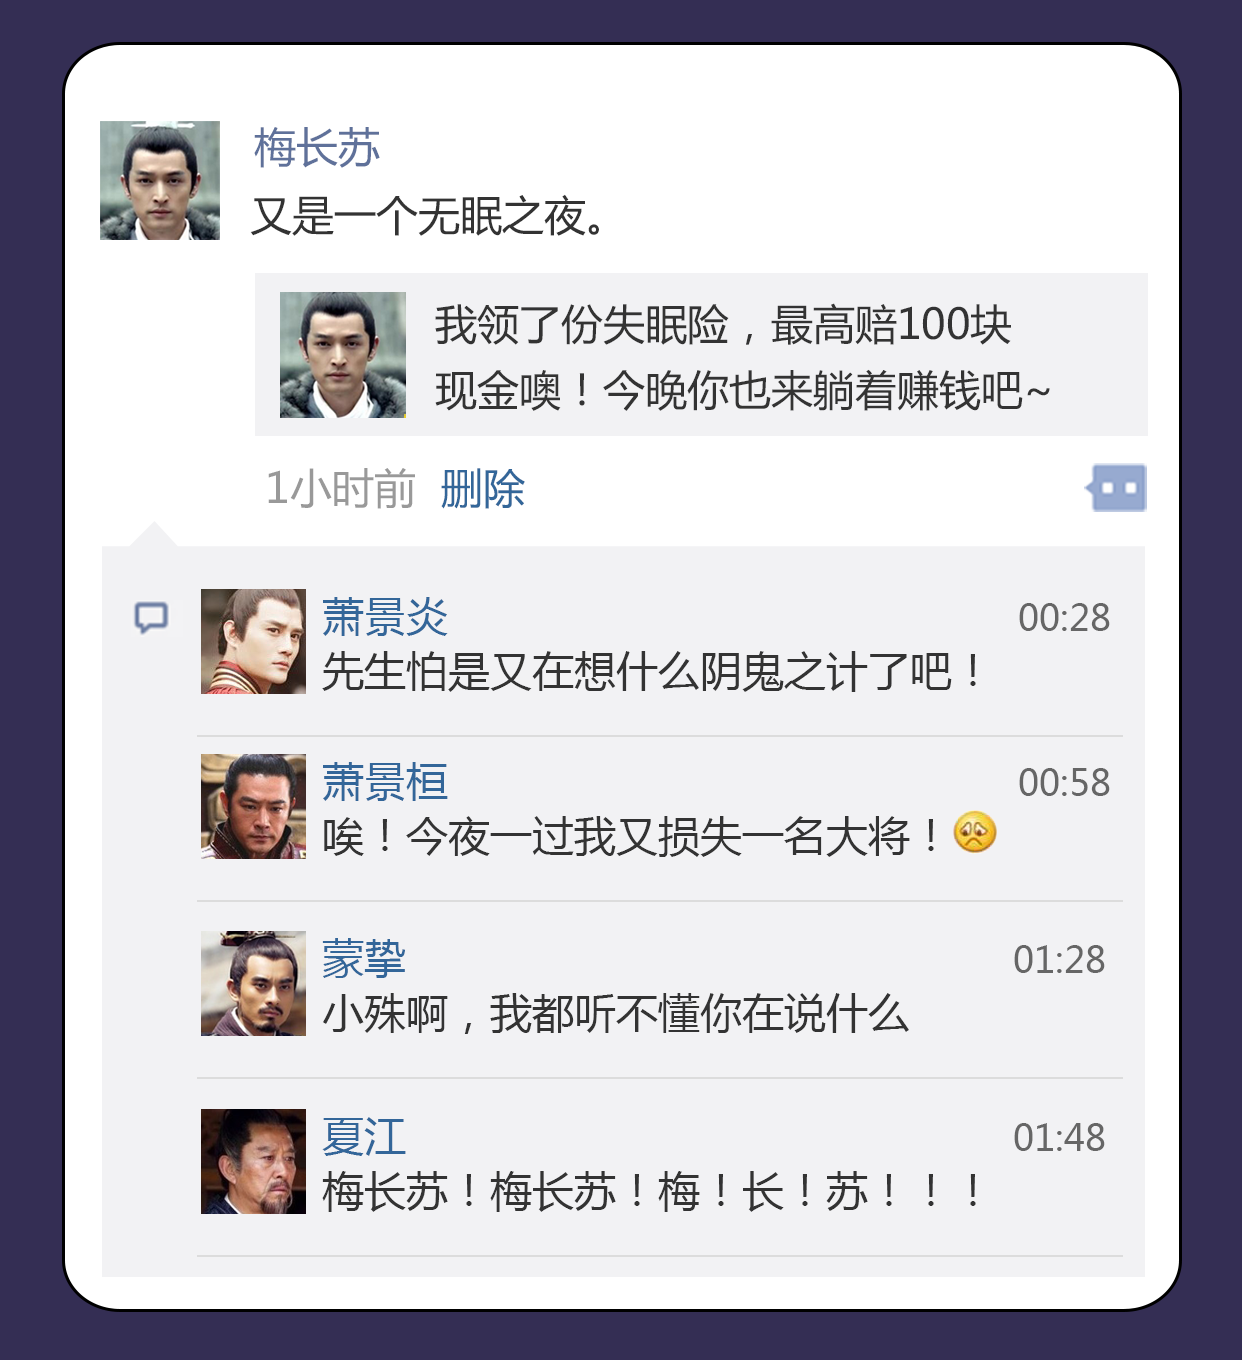 梅长苏
又是一个无眠之夜。
我领了份失眠险，最高赔100块
现金噢！今晚你也来躺着赚钱吧~
1小时前 删除
萧景炎 00:28
先生怕是又在想什么阴鬼之计了吧！
萧景桓 00:58
唉！今夜一过我又损失一名大将！
蒙挚 01:28
小殊啊，我都听不懂你在说什么
夏江 01:48
梅长苏！梅长苏！梅！长！苏！！！